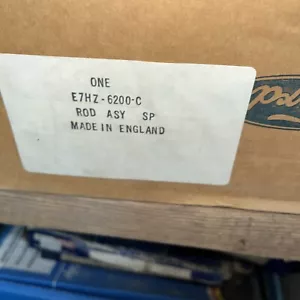 ONE
E7HZ-6200-C
ROD ASY SP
MADE IN ENGLAND